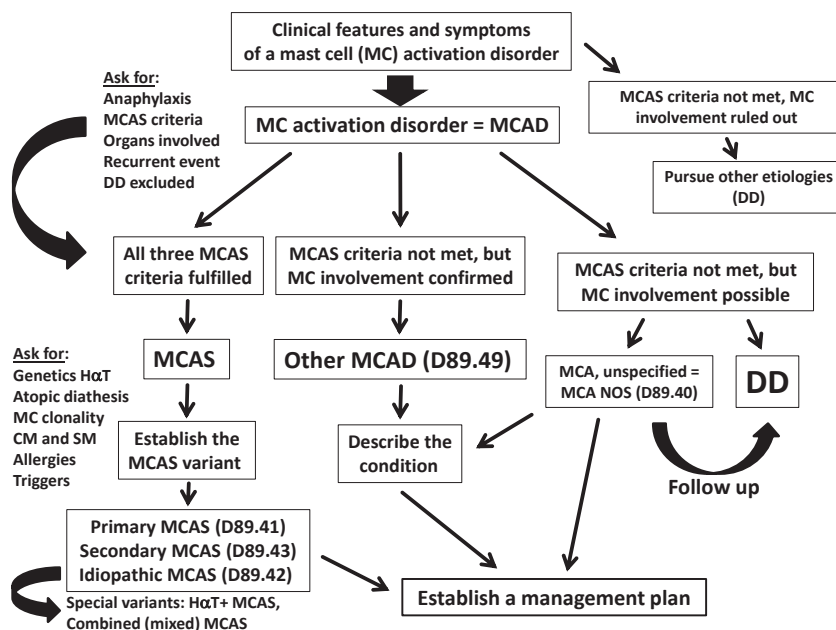 Clinical features and symptoms
of a mast cell (MC) activation disorder
Ask for:
Anaphylaxis
MCAS criteria
Organs involved
Recurrent event
DD excluded
MC activation disorder = MCAD
MCAS criteria not met, MC
involvement ruled out
Pursue other etiologies
(DD)
All three MCAS
criteria fulfilled
MCAS criteria not met, but
MC involvement confirmed
MCAS criteria not met, but
MC involvement possible
Ask for:
Genetics HαT
Atopic diathesis
MC clonality
CM and SM
Allergies
Triggers
MCAS
Other MCAD (D89.49)
MCA, unspecified =
MCA NOS (D89.40)
DD
Establish the
MCAS variant
Describe the
condition
Follow up
Primary MCAS (D89.41)
Secondary MCAS (D89.43)
Idiopathic MCAS (D89.42)
Special variants: HαT+ MCAS,
Combined (mixed) MCAS
Establish a management plan